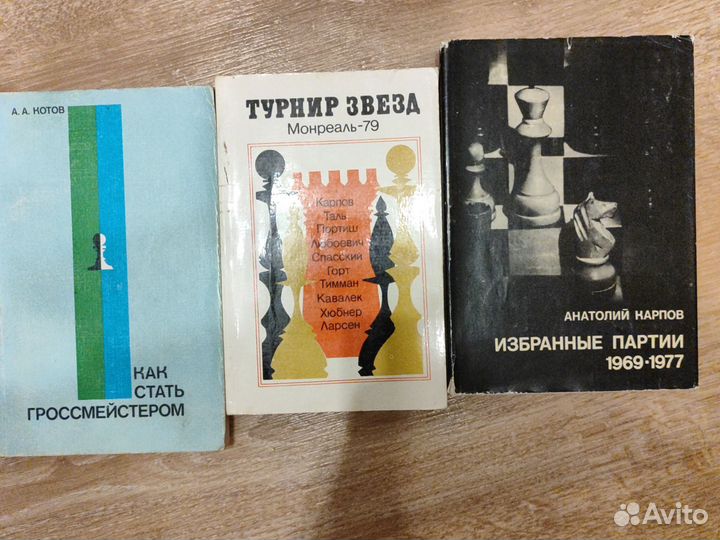 А. А. КОТОВ
КАК
СТАТЬ
ГРОССМЕЙСТЕРОМ
ТУРНИР ЗВЕЗД
Монреаль-79
Карпов
Таль
Портиш
Любоевич
Спасский
Горт
Тимман
Кавалек
Хюбнер
Ларсен
АНАТОЛИЙ КАРПОВ
ИЗБРАННЫЕ ПАРТИИ
1969-1977
Avito